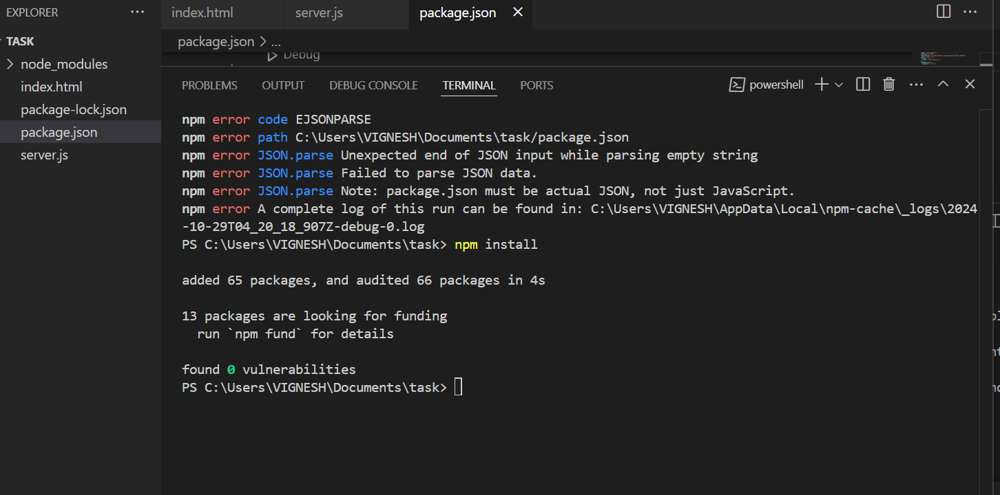 EXPLORER
index.html
server.js
package.json
TASK
package.json > ...
Debug
node_modules
index.html
package-lock.json
package.json
server.js
PROBLEMS OUTPUT DEBUG CONSOLE TERMINAL PORTS
powershell
npm error code EJSONPARSE
npm error path C:\Users\VIGNESH\Documents\task/package.json
npm error JSON.parse Unexpected end of JSON input while parsing empty string
npm error JSON.parse Failed to parse JSON data.
npm error JSON.parse Note: package.json must be actual JSON, not just JavaScript.
npm error A complete log of this run can be found in: C:\Users\VIGNESH\AppData\Local\npm-cache\_logs\2024
-10-29T04_20_18_907Z-debug-0.log
PS C:\Users\VIGNESH\Documents\task> npm install
added 65 packages, and audited 66 packages in 4s
13 packages are looking for funding
run `npm fund` for details
found 0 vulnerabilities
PS C:\Users\VIGNESH\Documents\task>